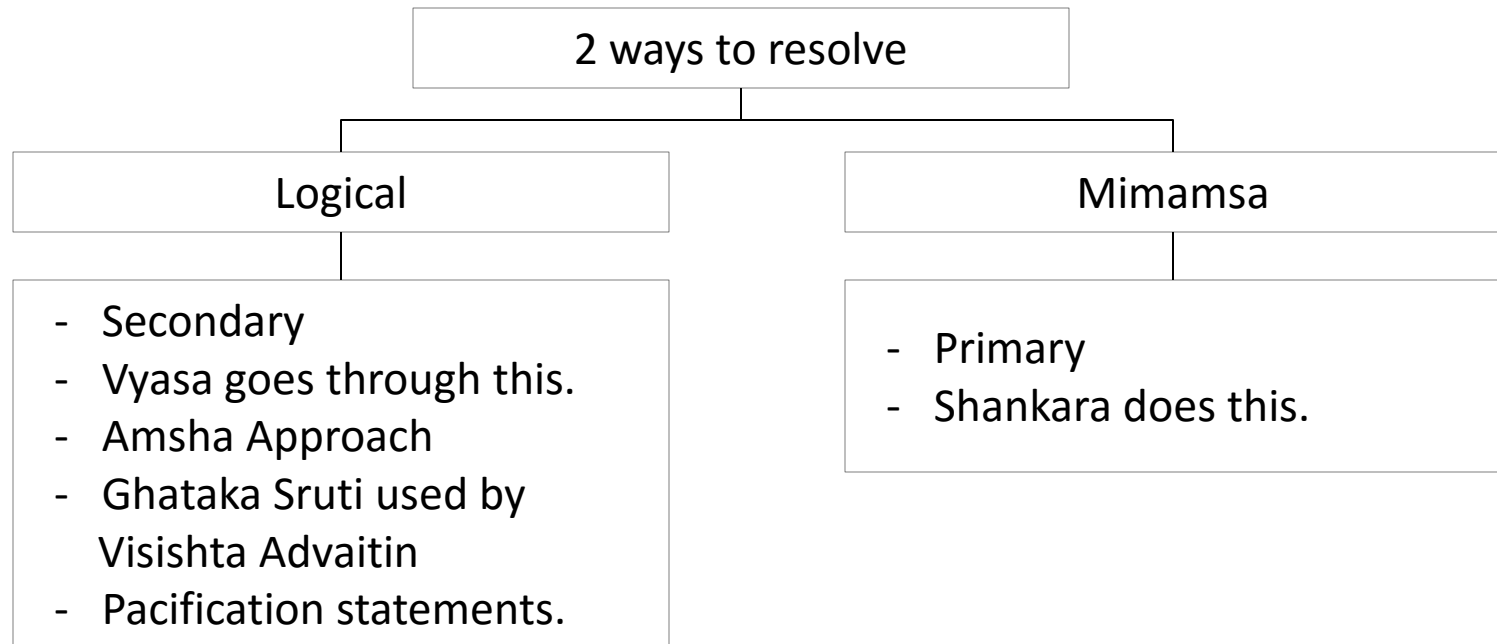 2 ways to resolve
Logical
- Secondary
- Vyasa goes through this.
- Amsha Approach
- Ghataka Sruti used by
Visishta Advaitin
- Pacification statements.
Mimamsa
- Primary
- Shankara does this.